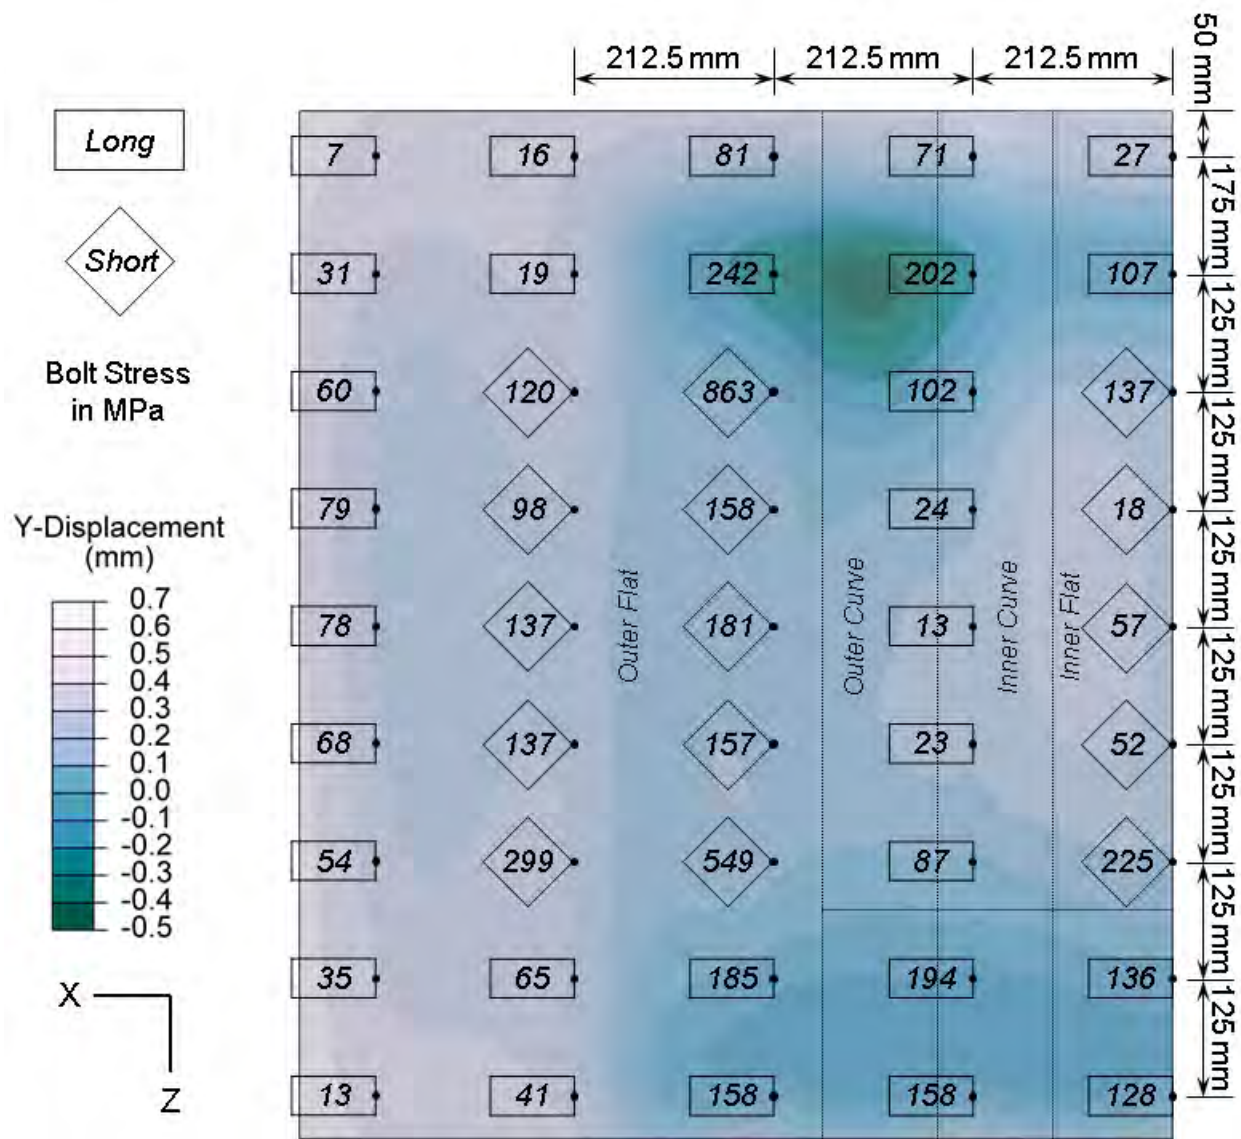 212.5 mm 212.5 mm 212.5 mm
50 mm
Long
7 16 81 71 27
175 mm
Short
31 19 242 202 107
125 mm
Bolt Stress
in MPa
60 120 863 102 137
125 mm
79 98 158 24 18
125 mm
Y-Displacement
(mm)
0.7
0.6
0.5
0.4
0.3
0.2
0.1
0.0
-0.1
-0.2
-0.3
-0.4
-0.5
Outer Flat
Outer Curve
Inner Curve
Inner Flat
78 137 181 13 57
125 mm
68 137 157 23 52
125 mm
54 299 549 87 225
125 mm
X
Z
35 65 185 194 136
125 mm
13 41 158 158 128